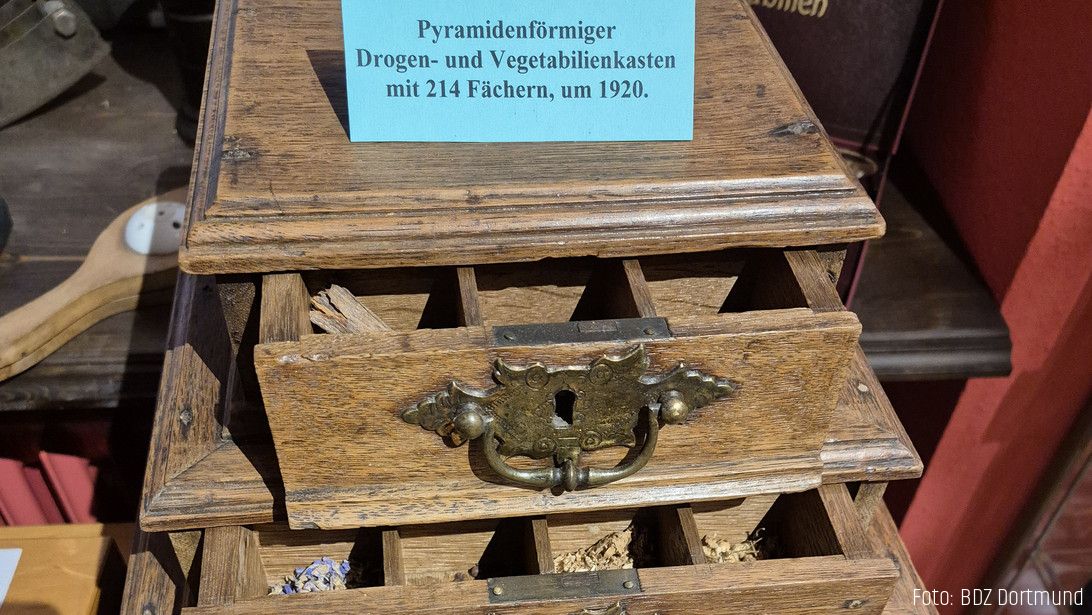 Pyramidenförmiger
Drogen- und Vegetabilienkasten
mit 214 Fächern, um 1920.
Foto: BDZ Dortmund